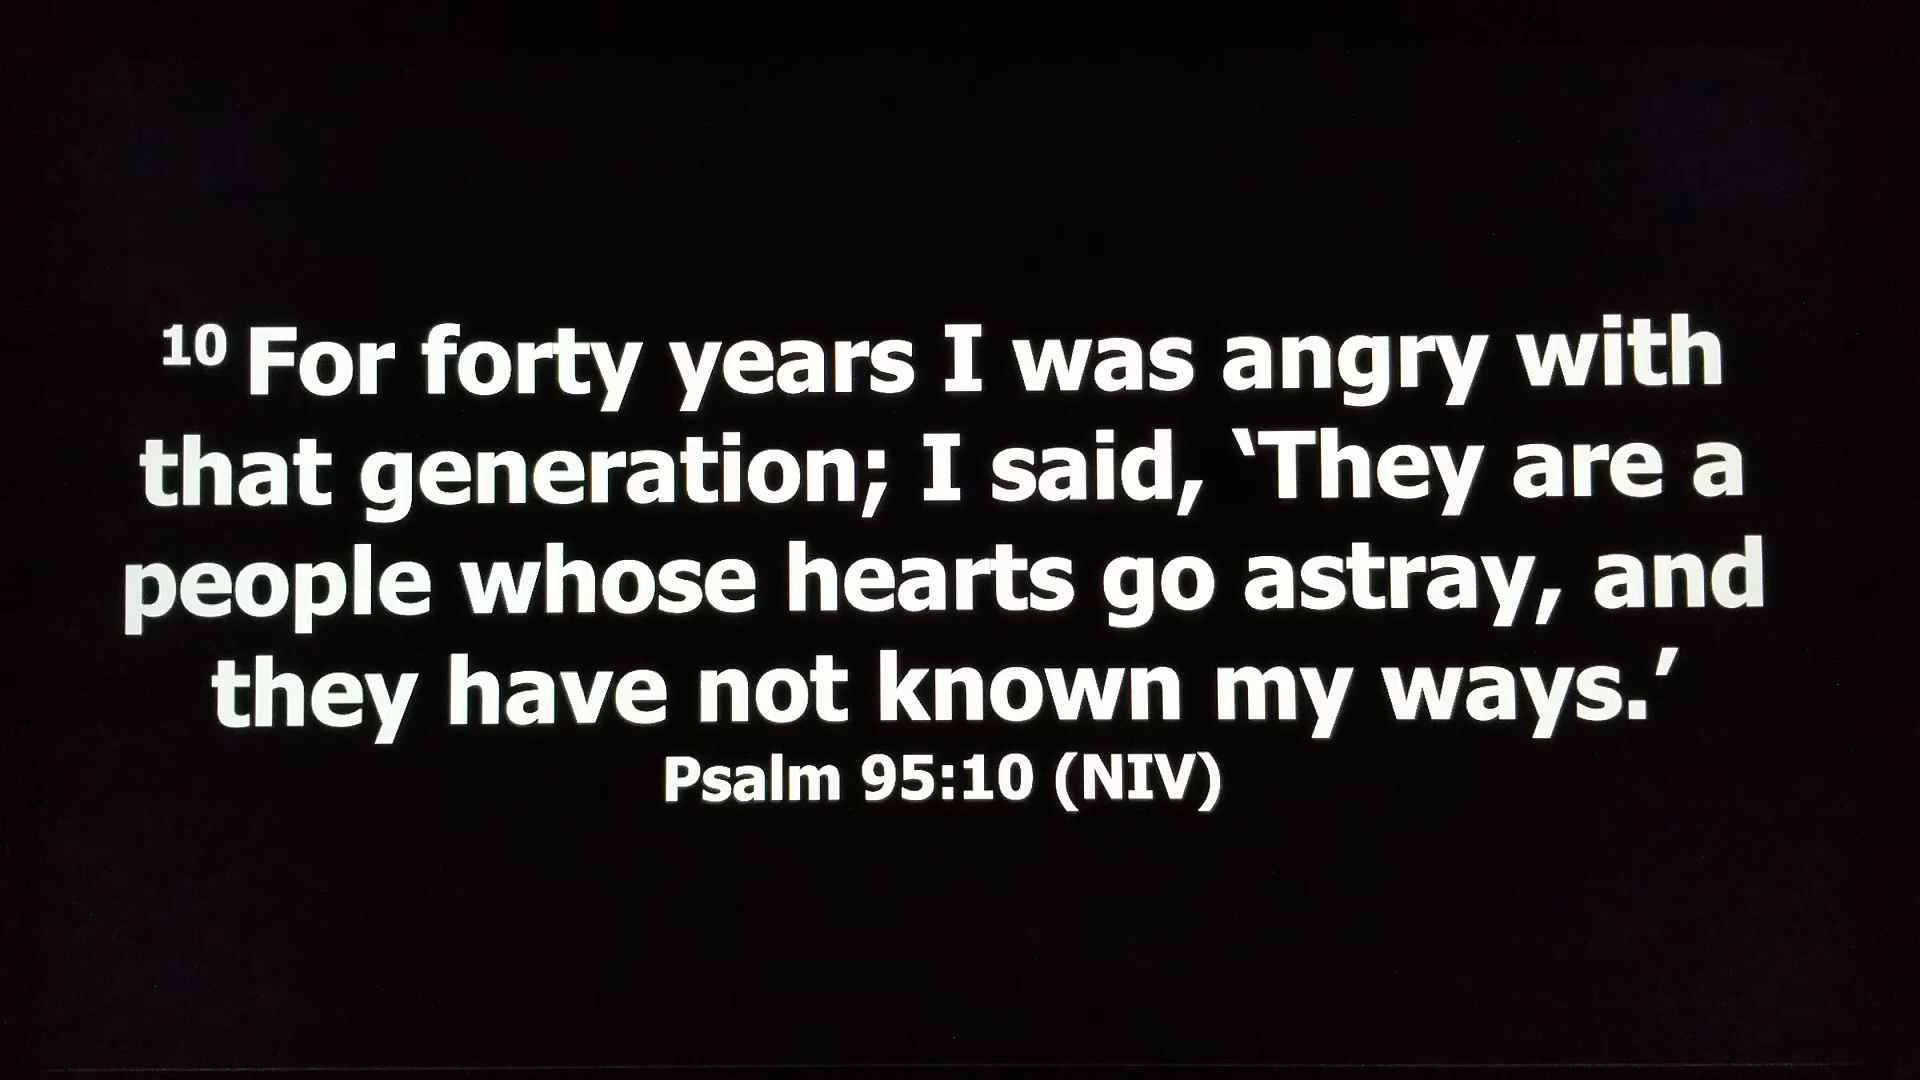 10 For forty years I was angry with
that generation; I said, ‘They are a
people whose hearts go astray, and
they have not known my ways.’
Psalm 95:10 (NIV)